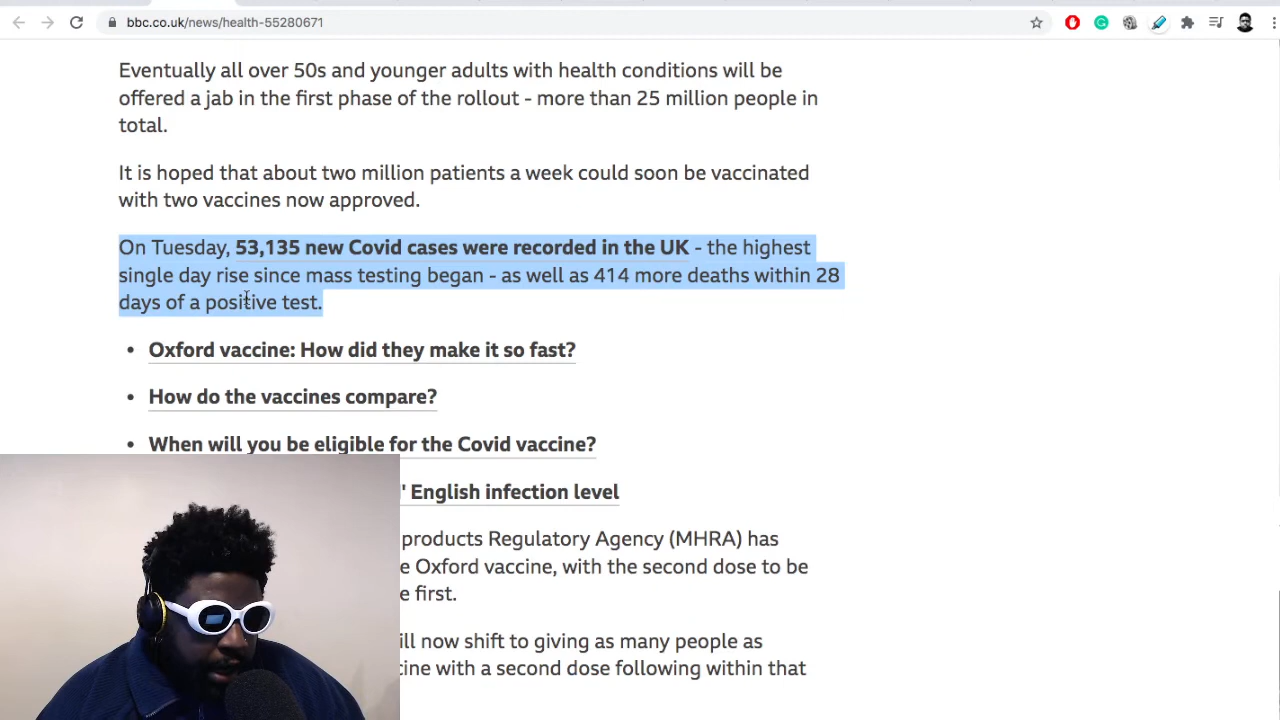 bbc.co.uk/news/health-55280671
Eventually all over 50s and younger adults with health conditions will be
offered a jab in the first phase of the rollout - more than 25 million people in
total.
It is hoped that about two million patients a week could soon be vaccinated
with two vaccines now approved.
On Tuesday, 53,135 new Covid cases were recorded in the UK - the highest
single day rise since mass testing began - as well as 414 more deaths within 28
days of a positive test.
• Oxford vaccine: How did they make it so fast?
• How do the vaccines compare?
• When will you be eligible for the Covid vaccine?
' English infection level
products Regulatory Agency (MHRA) has
e Oxford vaccine, with the second dose to be
e first.
ill now shift to giving as many people as
cine with a second dose following within that